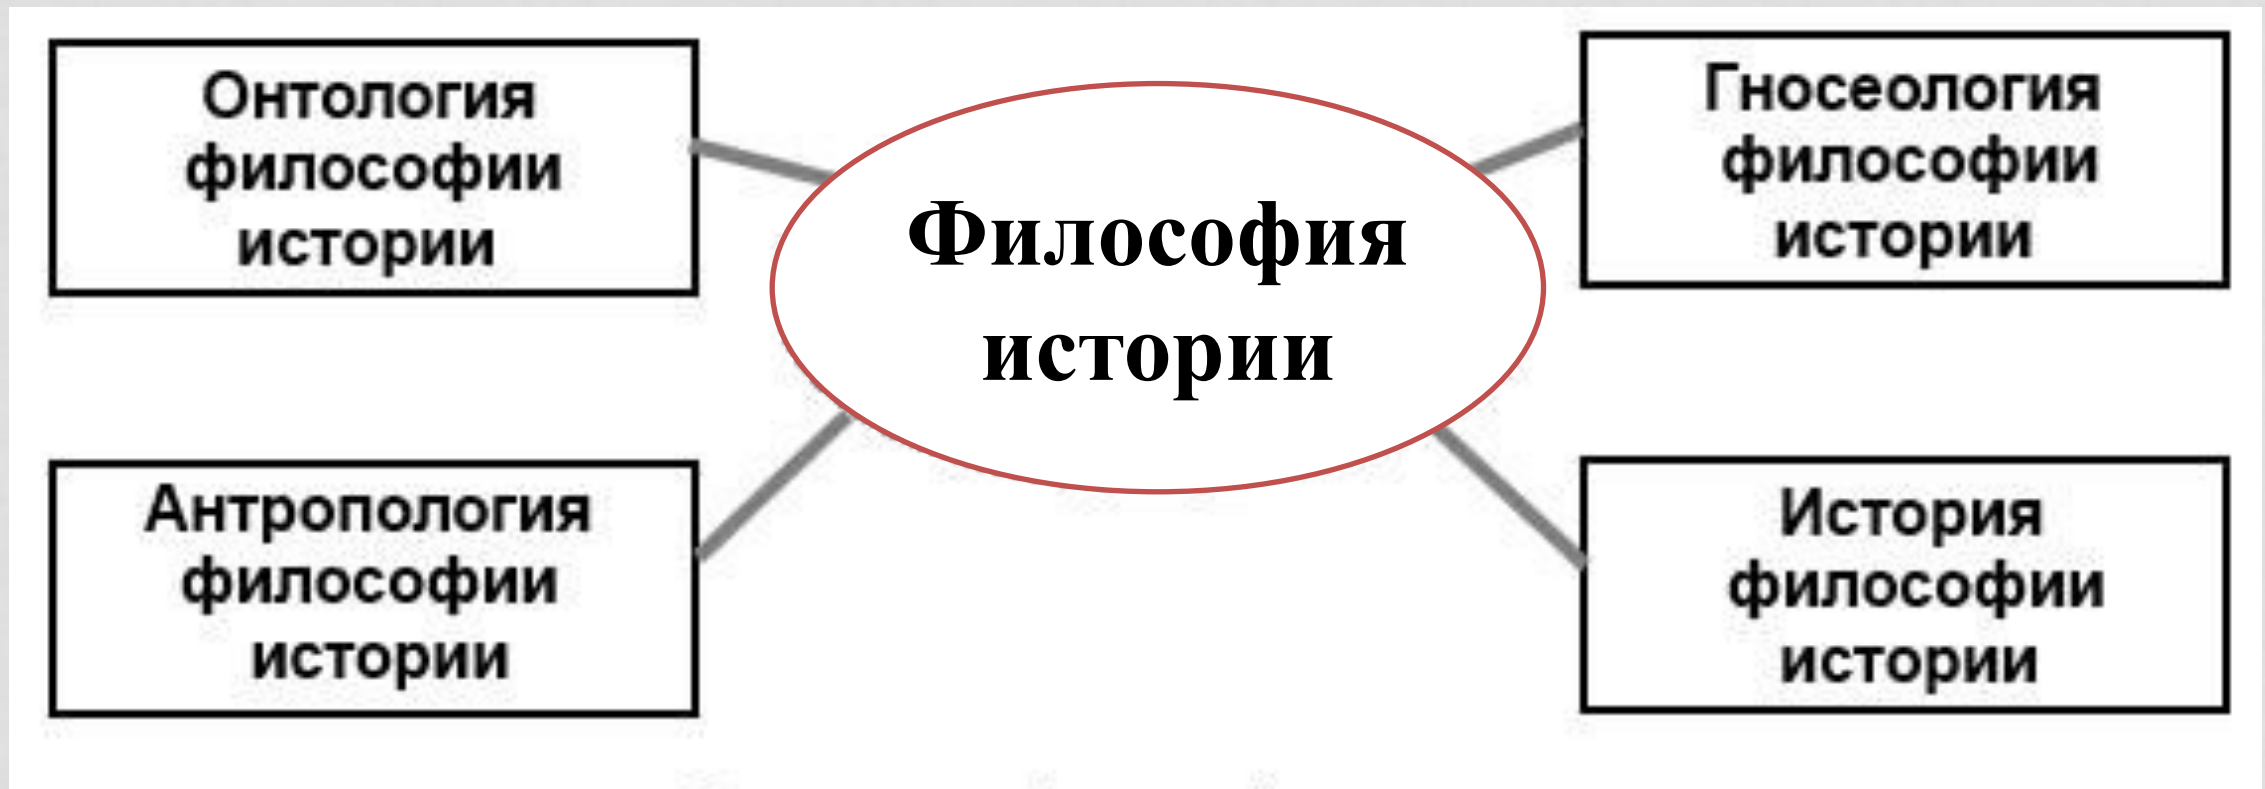 Онтология
философии
истории
Гносеология
философии
истории
Философия
истории
Антропология
философии
истории
История
философии
истории